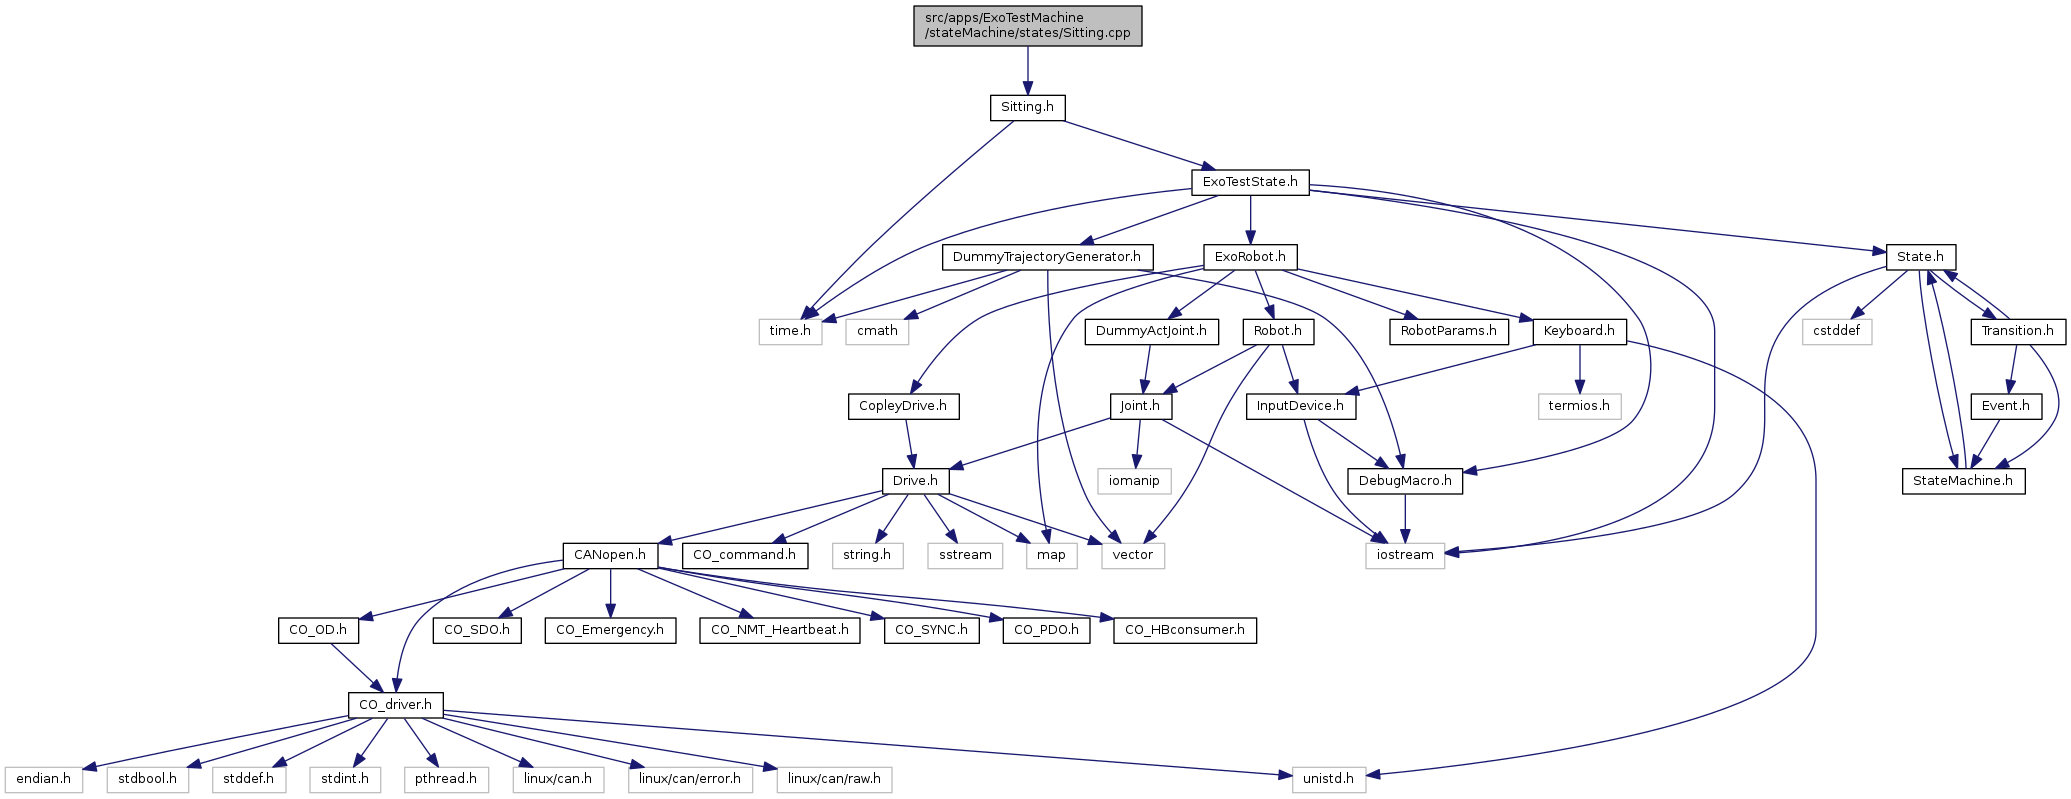 src/apps/ExoTestMachine
/stateMachine/states/Sitting.cpp
Sitting.h
ExoTestState.h
DummyTrajectoryGenerator.h
ExoRobot.h
State.h
time.h
cmath
DummyActJoint.h
Robot.h
RobotParams.h
Keyboard.h
cstddef
Transition.h
CopleyDrive.h
Joint.h
InputDevice.h
termios.h
Event.h
Drive.h
iomanip
DebugMacro.h
StateMachine.h
CANopen.h
CO_command.h
string.h
sstream
map
vector
iostream
CO_OD.h
CO_SDO.h
CO_Emergency.h
CO_NMT_Heartbeat.h
CO_SYNC.h
CO_PDO.h
CO_HBconsumer.h
CO_driver.h
endian.h
stdbool.h
stddef.h
stdint.h
pthread.h
linux/can.h
linux/can/error.h
linux/can/raw.h
unistd.h